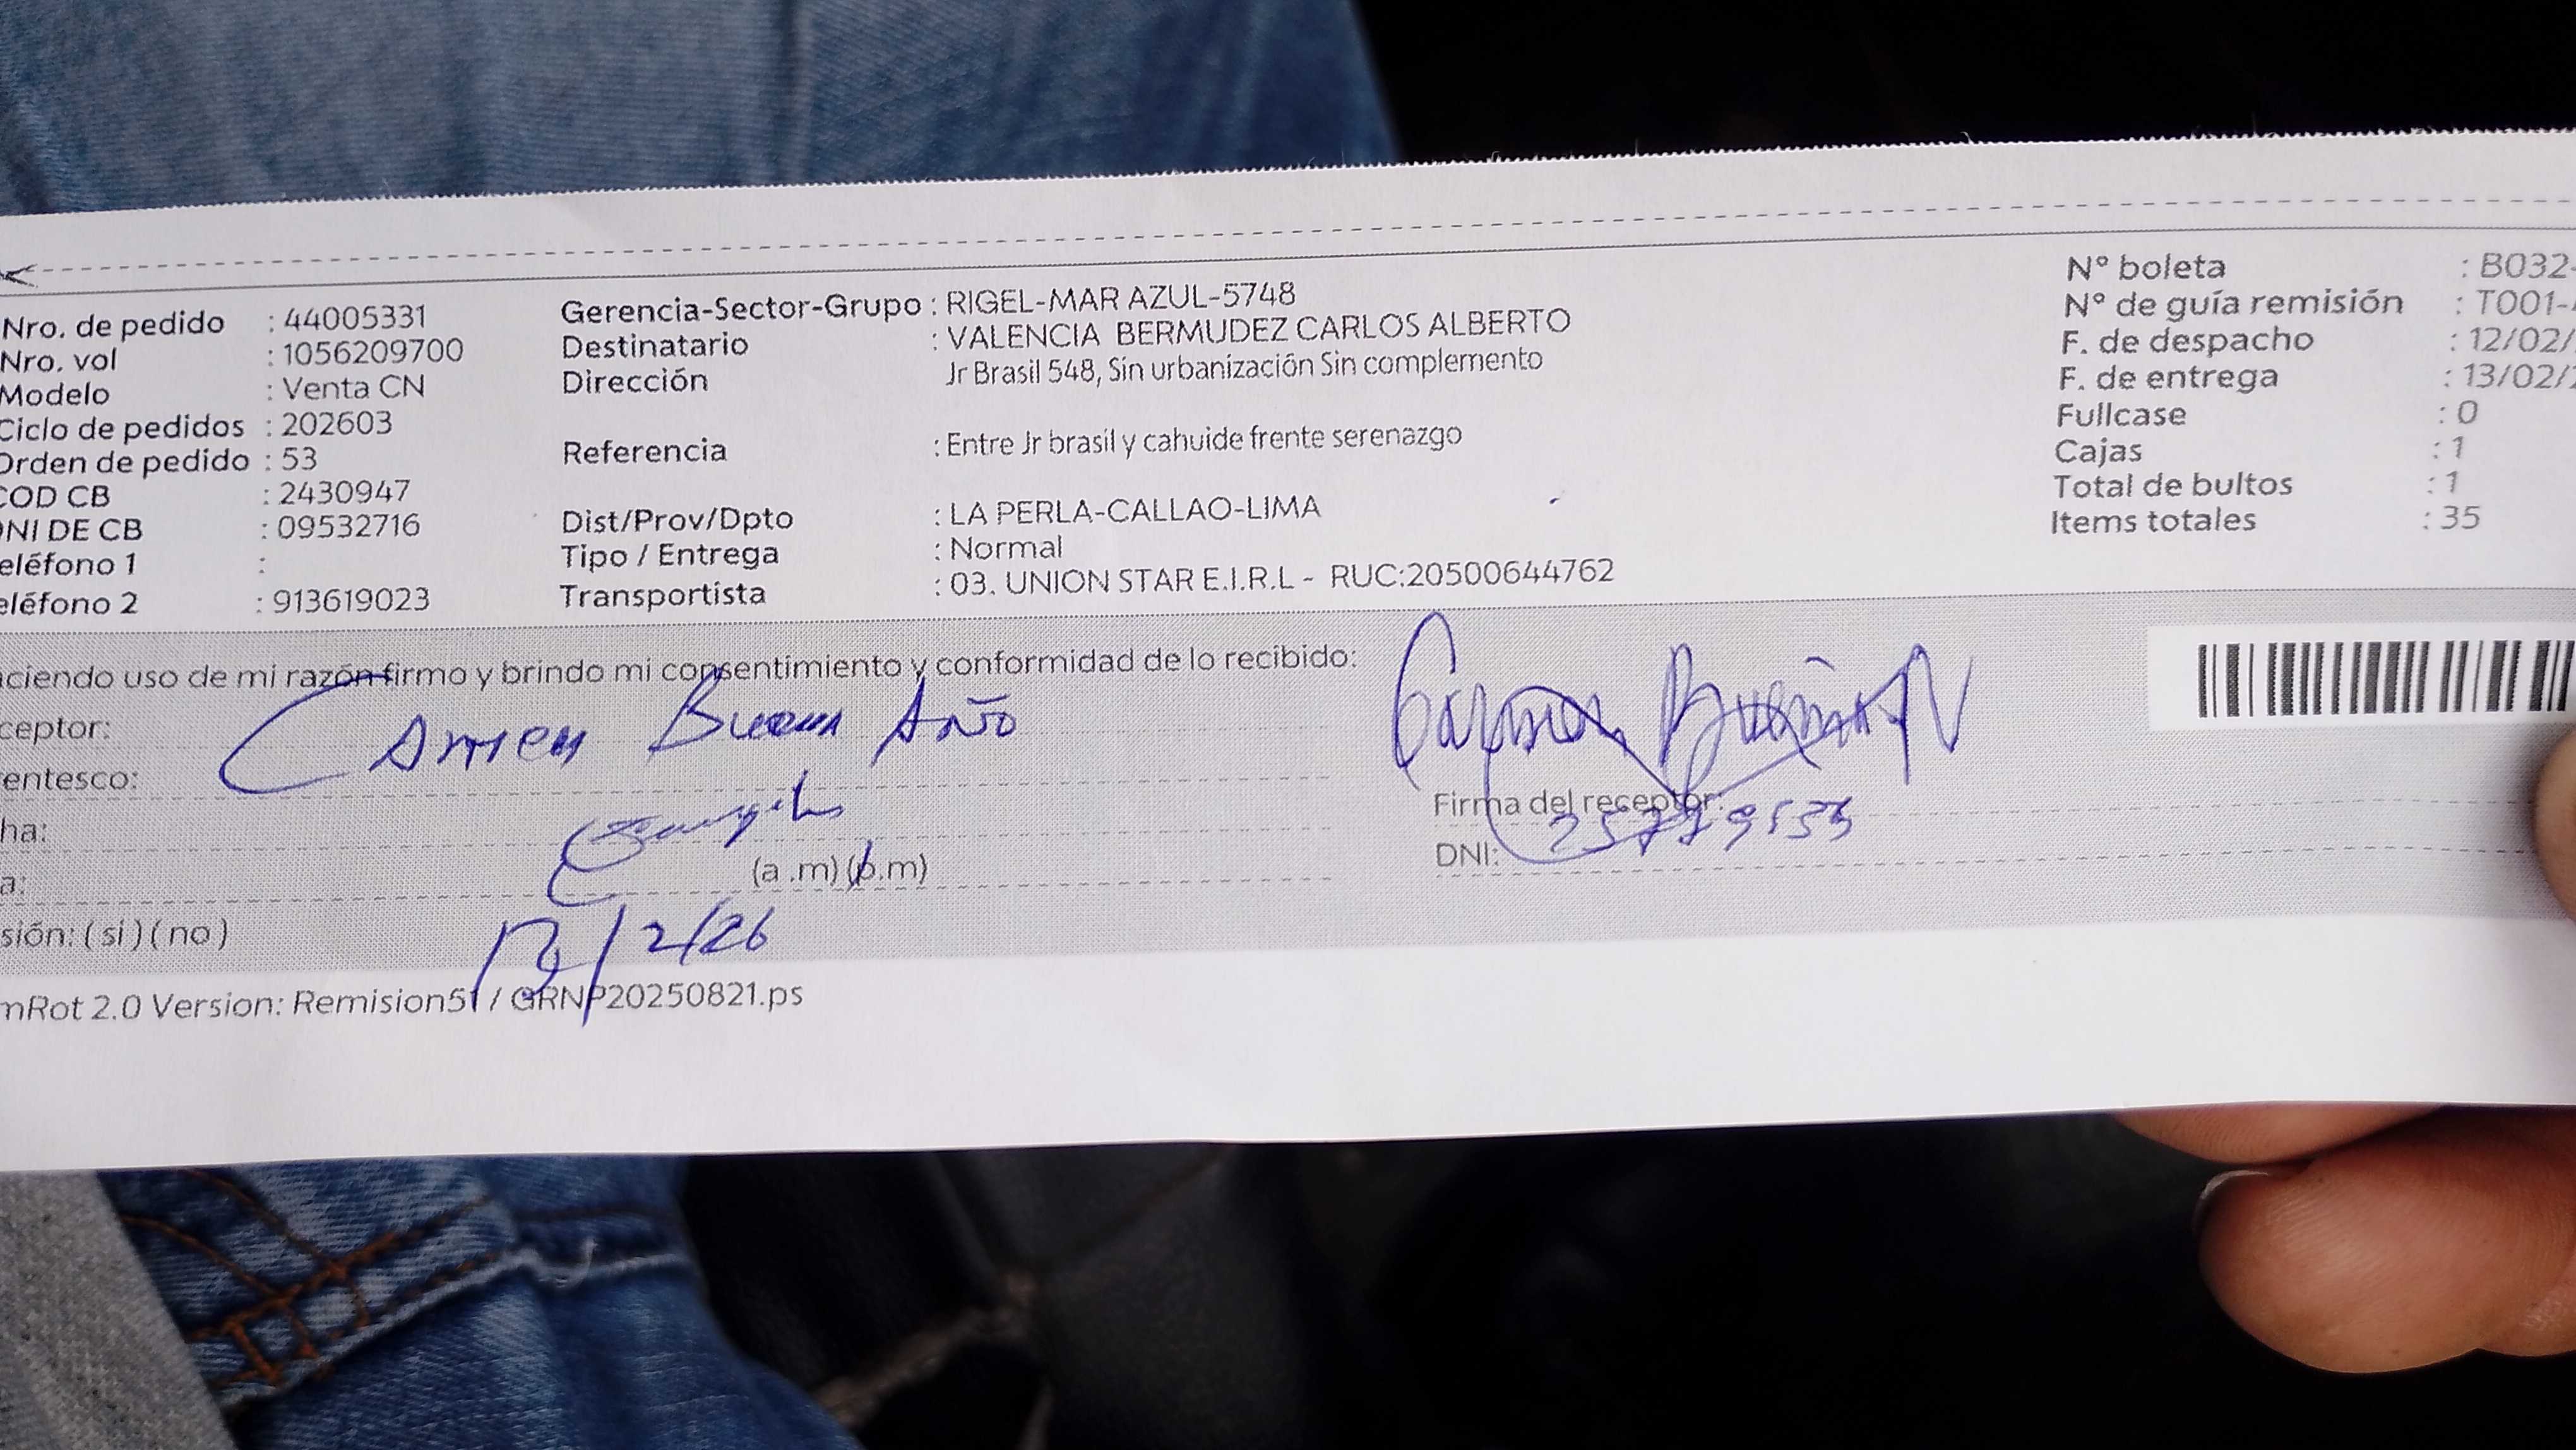 Nro. de pedido : 44005331
Nro. vol : 1056209700
Modelo : Venta CN
Ciclo de pedidos : 202603
Orden de pedido : 53
COD CB : 2430947
DNI DE CB : 09532716
eléfono 1 :
eléfono 2 : 913619023
Gerencia-Sector-Grupo : RIGEL-MAR AZUL-5748
Destinatario : VALENCIA BERMUDEZ CARLOS ALBERTO
Dirección Jr Brasil 548, Sin urbanización Sin complemento
Referencia : Entre Jr brasil y cahuide frente serenazgo
Dist/Prov/Dpto : LA PERLA-CALLAO-LIMA
Tipo / Entrega : Normal
Transportista : 03. UNION STAR E.I.R.L - RUC:20500644762
N° boleta : B032-
N° de guía remisión : T001-
F. de despacho : 12/02/
F. de entrega : 13/02/
Fullcase : 0
Cajas : 1
Total de bultos : 1
Items totales : 35
aciendo uso de mi razón firmo y brindo mi consentimiento y conformidad de lo recibido:
ceptor: Carmen Buen Año
entesco:
ha:
a: (a .m) (p.m)
sión: ( si ) ( no )
Firma del receptor:
DNI:
/2/26
mRot 2.0 Version: Remision51 / GRNP20250821.ps